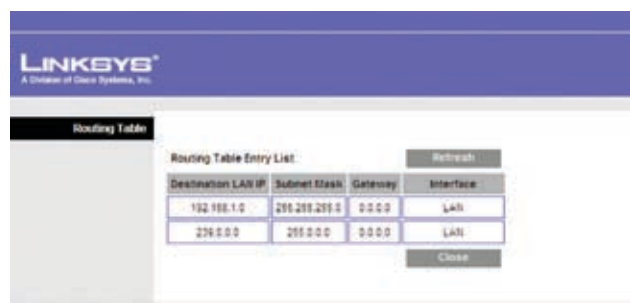 LINKSYS®
A Division of Cisco Systems, Inc.
Routing Table
Routing Table Entry List
Refresh
Destination LAN IP Subnet Mask Gateway Interface
192.168.1.0 255.255.255.0 0.0.0.0 LAN
239.0.0.0 255.0.0.0 0.0.0.0 LAN
Close